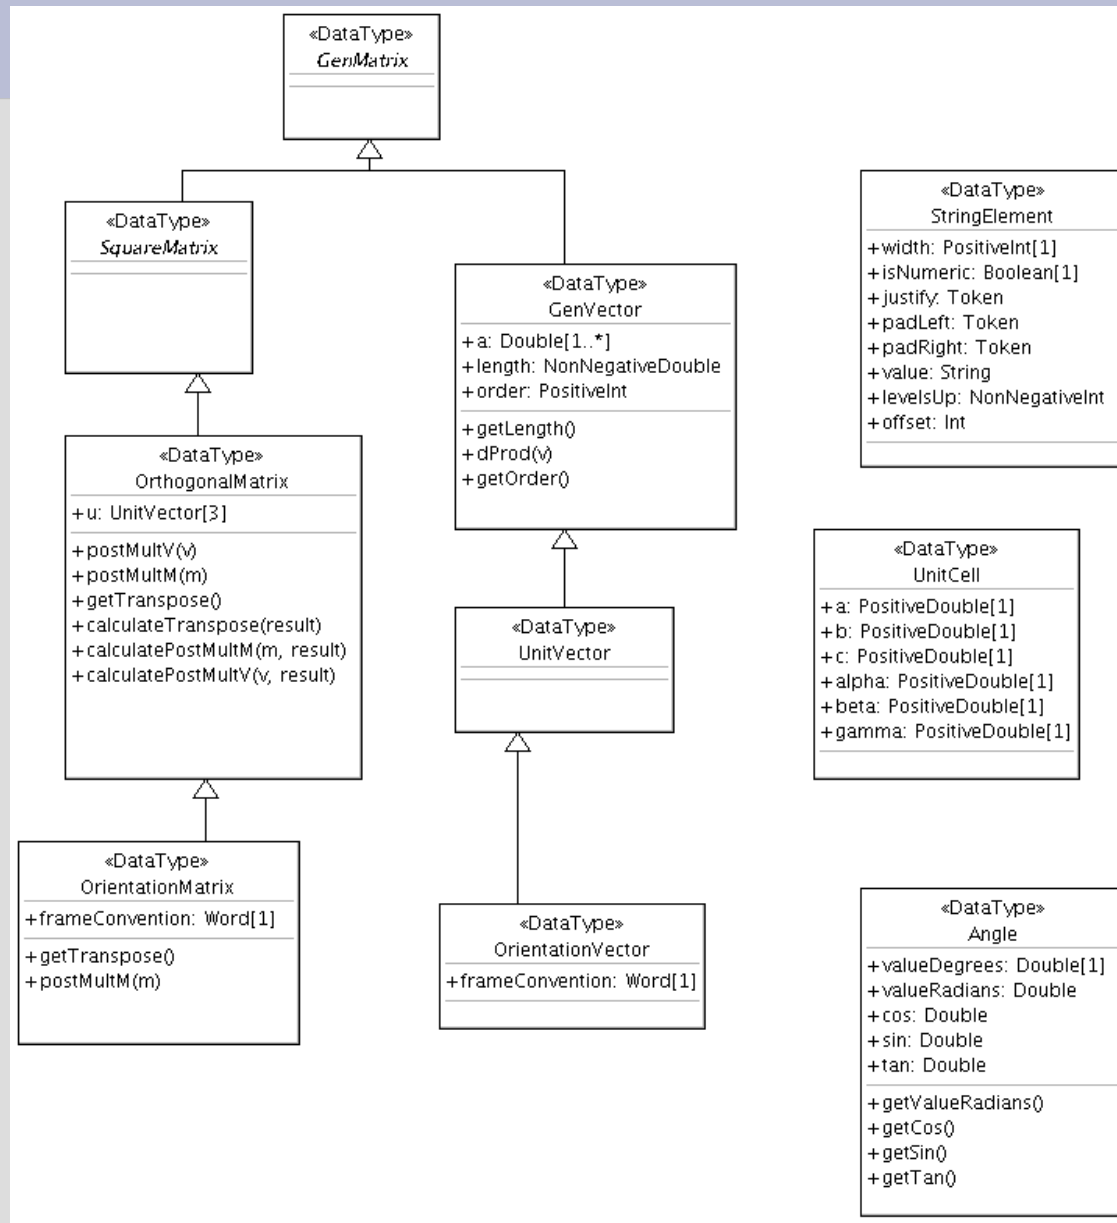 «DataType»
GenMatrix
«DataType»
SquareMatrix
«DataType»
GenVector
+a: Double[1..*]
+length: NonNegativeDouble
+order: PositiveInt
+getLength()
+dProd(v)
+getOrder()
«DataType»
StringElement
+width: PositiveInt[1]
+isNumeric: Boolean[1]
+justify: Token
+padLeft: Token
+padRight: Token
+value: String
+levelsUp: NonNegativeInt
+offset: Int
«DataType»
OrthogonalMatrix
+u: UnitVector[3]
+postMultV(v)
+postMultM(m)
+getTranspose()
+calculateTranspose(result)
+calculatePostMultM(m, result)
+calculatePostMultV(v, result)
«DataType»
UnitVector
«DataType»
UnitCell
+a: PositiveDouble[1]
+b: PositiveDouble[1]
+c: PositiveDouble[1]
+alpha: PositiveDouble[1]
+beta: PositiveDouble[1]
+gamma: PositiveDouble[1]
«DataType»
OrientationMatrix
+frameConvention: Word[1]
+getTranspose()
+postMultM(m)
«DataType»
OrientationVector
+frameConvention: Word[1]
«DataType»
Angle
+valueDegrees: Double[1]
+valueRadians: Double
+cos: Double
+sin: Double
+tan: Double
+getValueRadians()
+getCos()
+getSin()
+getTan()